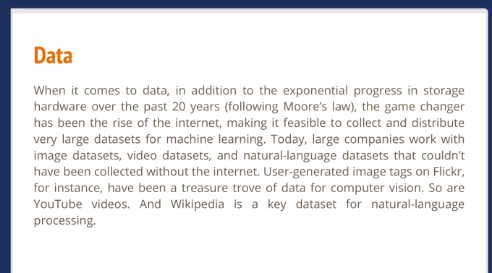 Data
When it comes to data, in addition to the exponential progress in storage
hardware over the past 20 years (following Moore's law), the game changer
has been the rise of the internet, making it feasible to collect and distribute
very large datasets for machine learning. Today, large companies work with
image datasets, video datasets, and natural-language datasets that couldn't
have been collected without the internet. User-generated image tags on Flickr,
for instance, have been a treasure trove of data for computer vision. So are
YouTube videos. And Wikipedia is a key dataset for natural-language
processing.